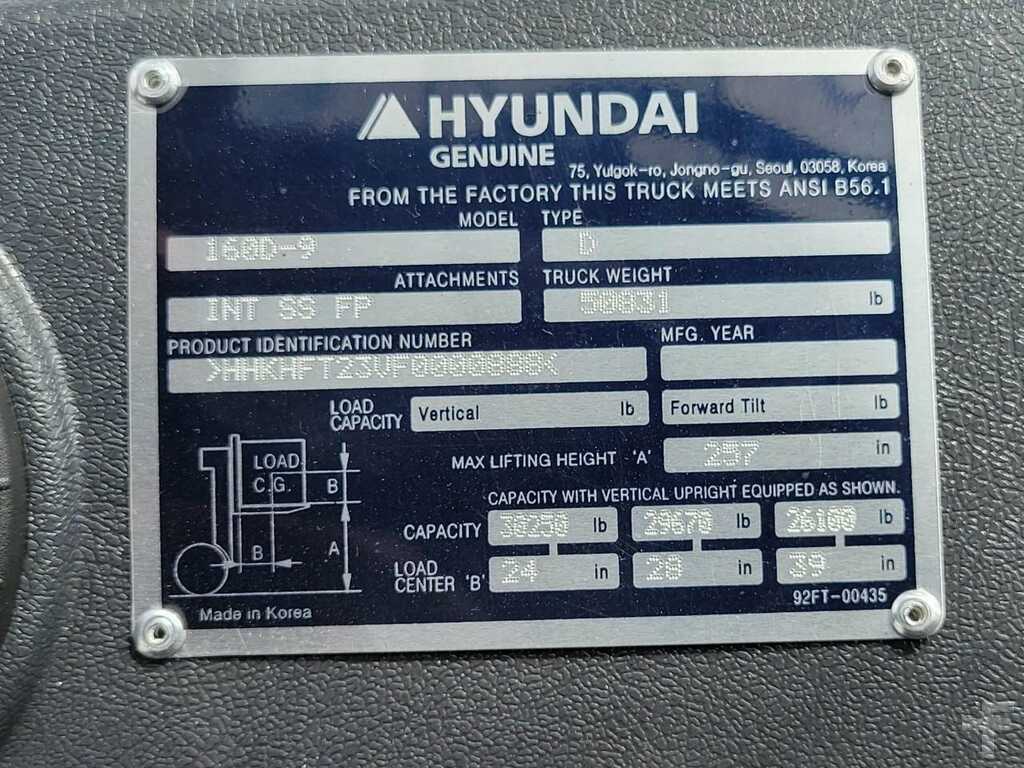 HYUNDAI
GENUINE
75, Yulgok-ro, Jongno-gu, Seoul, 03058, Korea
FROM THE FACTORY THIS TRUCK MEETS ANSI B56.1
MODEL TYPE
160D-9 D
ATTACHMENTS TRUCK WEIGHT
INT SS FP 50831 lb
PRODUCT IDENTIFICATION NUMBER MFG. YEAR
>HHKHFT23VF0000888<
LOAD CAPACITY Vertical lb Forward Tilt lb
MAX LIFTING HEIGHT 'A' 257 in
CAPACITY WITH VERTICAL UPRIGHT EQUIPPED AS SHOWN.
CAPACITY 30250 lb 29670 lb 26100 lb
LOAD CENTER 'B' 24 in 28 in 39 in
92FT-00435
LOAD
C.G. B
B A
Made in Korea